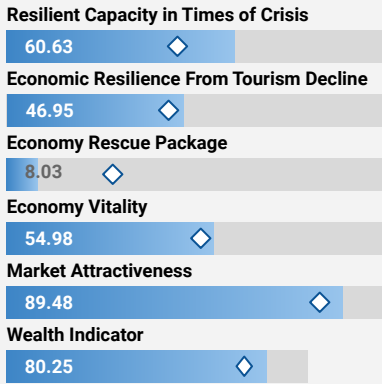 Resilient Capacity in Times of Crisis
60.63
Economic Resilience From Tourism Decline
46.95
Economy Rescue Package
8.03
Economy Vitality
54.98
Market Attractiveness
89.48
Wealth Indicator
80.25